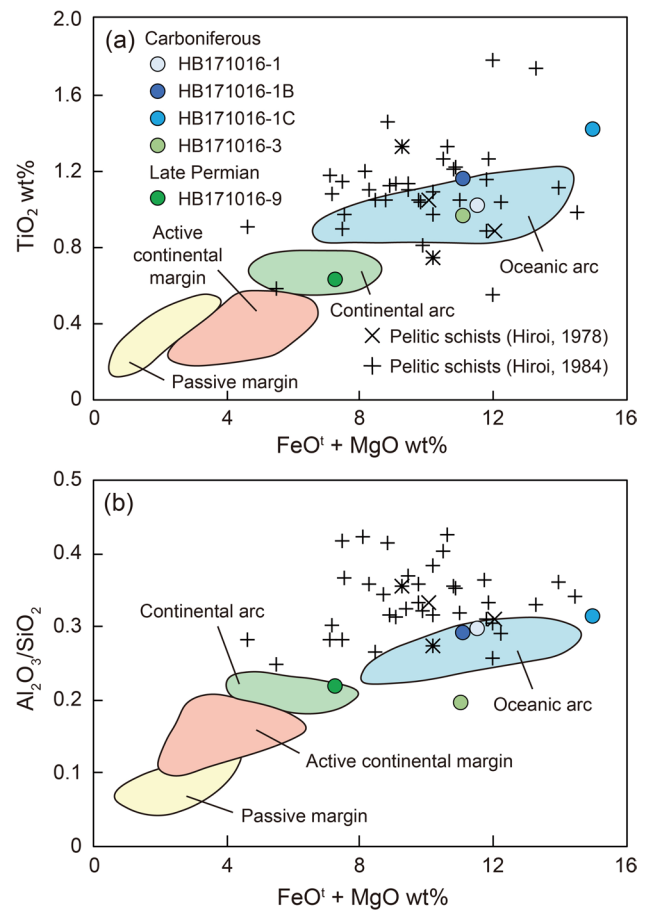 (a)
Carboniferous
HB171016-1
HB171016-1B
HB171016-1C
HB171016-3
Late Permian
HB171016-9
Active
continental
margin
Oceanic arc
Continental arc
Passive margin
Pelitic schists (Hiroi, 1978)
Pelitic schists (Hiroi, 1984)
TiO₂ wt%
2.0
1.6
1.2
0.8
0.4
0
0 4 8 12 16
FeOᵗ + MgO wt%
(b)
Continental arc
Oceanic arc
Active continental margin
Passive margin
Al₂O₃/SiO₂
0.5
0.4
0.3
0.2
0.1
0
0 4 8 12 16
FeOᵗ + MgO wt%